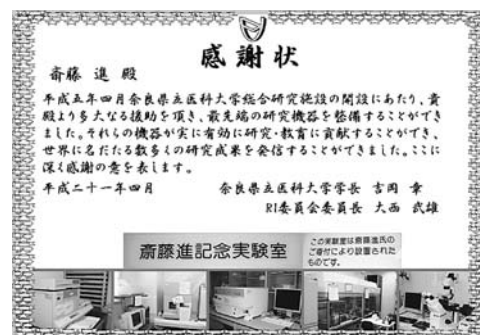 感謝状
斎藤 進 殿
平成五年四月奈良県立医科大学総合研究施設の開設にあたり、貴
殿より多大なる援助を頂き、最先端の研究機器を整備することができ
ました。それらの機器が実に有効に研究・教育に貢献することができ、
世界に名だたる数多くの研究成果を発信することができました。ここに
深く感謝の意を表します。
平成二十一年四月 奈良県立医科大学学長 吉岡 章
RI委員会委員長 大西 武雄
斎藤進記念実験室
この実験室は斎藤進氏の
ご寄付により設置された
ものです。